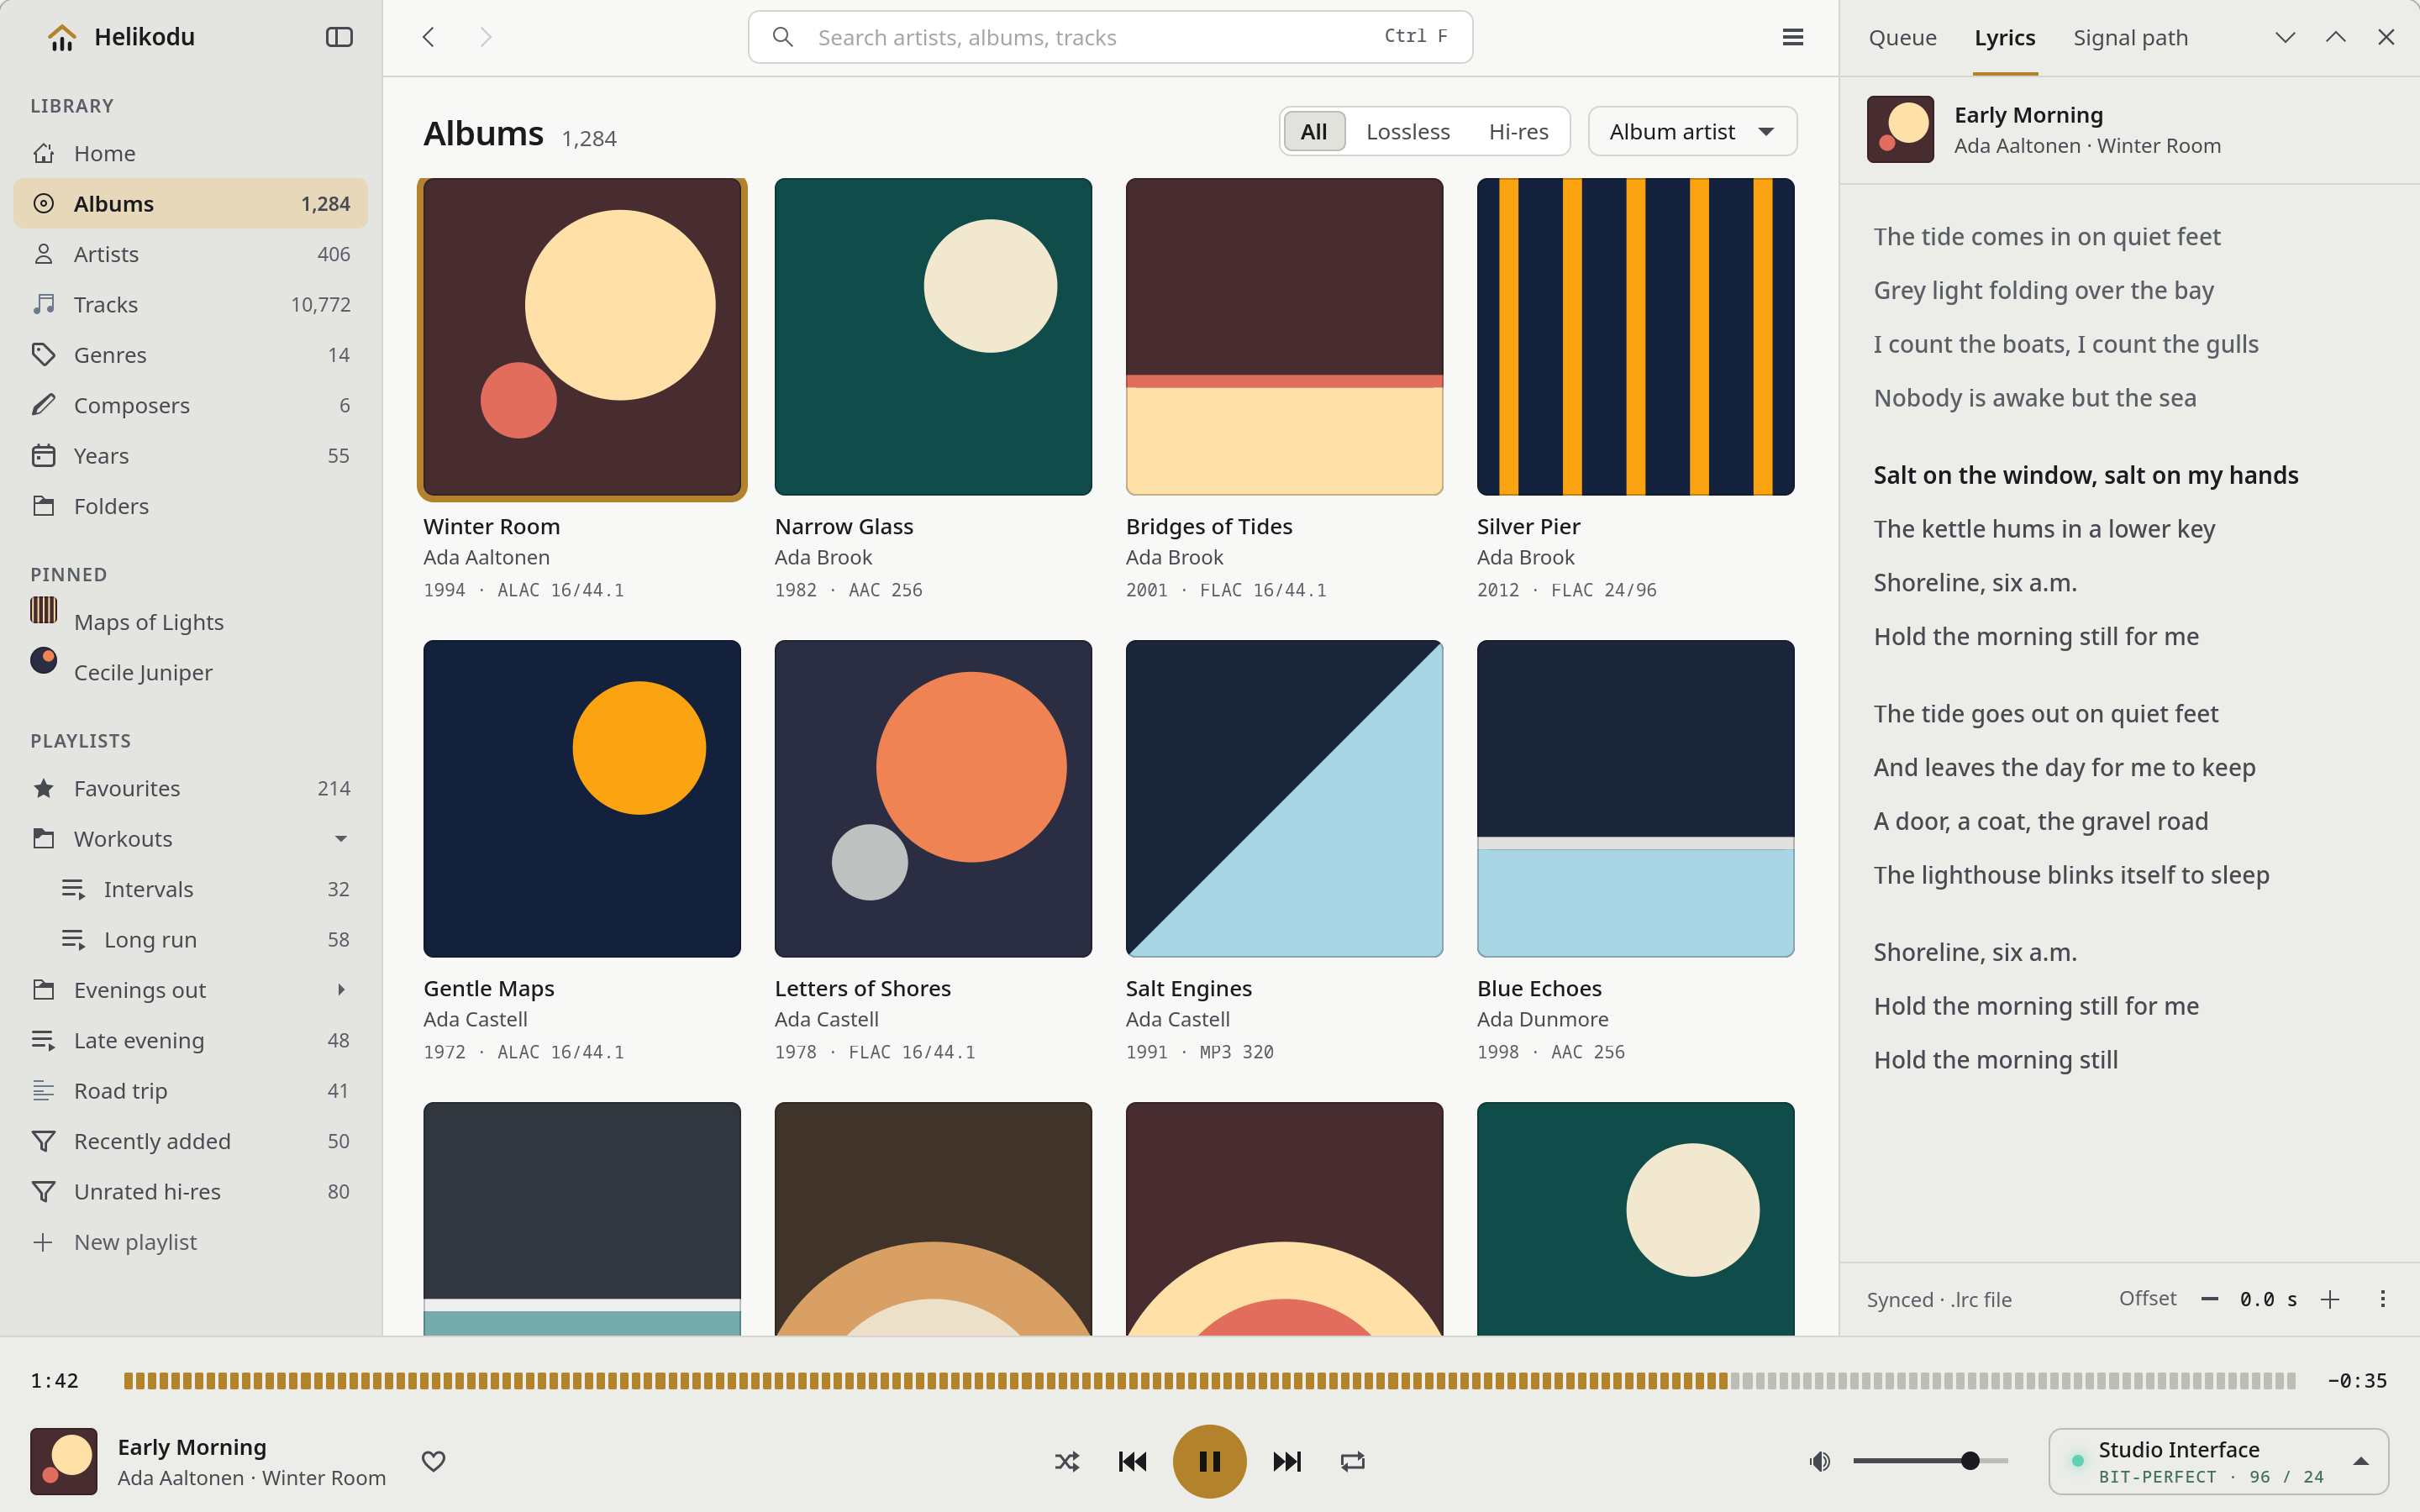 Helikodu
LIBRARY
Home
Albums 1,284
Artists 406
Tracks 10,772
Genres 14
Composers 6
Years 55
Folders
PINNED
Maps of Lights
Cecile Juniper
PLAYLISTS
Favourites 214
Workouts
Intervals 32
Long run 58
Evenings out
Late evening 48
Road trip 41
Recently added 50
Unrated hi-res 80
New playlist
Search artists, albums, tracks Ctrl F
Albums 1,284
All Lossless Hi-res Album artist
Winter Room
Ada Aaltonen
1994 · ALAC 16/44.1
Narrow Glass
Ada Brook
1982 · AAC 256
Bridges of Tides
Ada Brook
2001 · FLAC 16/44.1
Silver Pier
Ada Brook
2012 · FLAC 24/96
Gentle Maps
Ada Castell
1972 · ALAC 16/44.1
Letters of Shores
Ada Castell
1978 · FLAC 16/44.1
Salt Engines
Ada Castell
1991 · MP3 320
Blue Echoes
Ada Dunmore
1998 · AAC 256
Queue Lyrics Signal path
Early Morning
Ada Aaltonen · Winter Room
The tide comes in on quiet feet
Grey light folding over the bay
I count the boats, I count the gulls
Nobody is awake but the sea
Salt on the window, salt on my hands
The kettle hums in a lower key
Shoreline, six a.m.
Hold the morning still for me
The tide goes out on quiet feet
And leaves the day for me to keep
A door, a coat, the gravel road
The lighthouse blinks itself to sleep
Shoreline, six a.m.
Hold the morning still for me
Hold the morning still
Synced · .lrc file Offset 0.0 s
1:42 −0:35
Early Morning
Ada Aaltonen · Winter Room
Studio Interface
BIT-PERFECT · 96 / 24